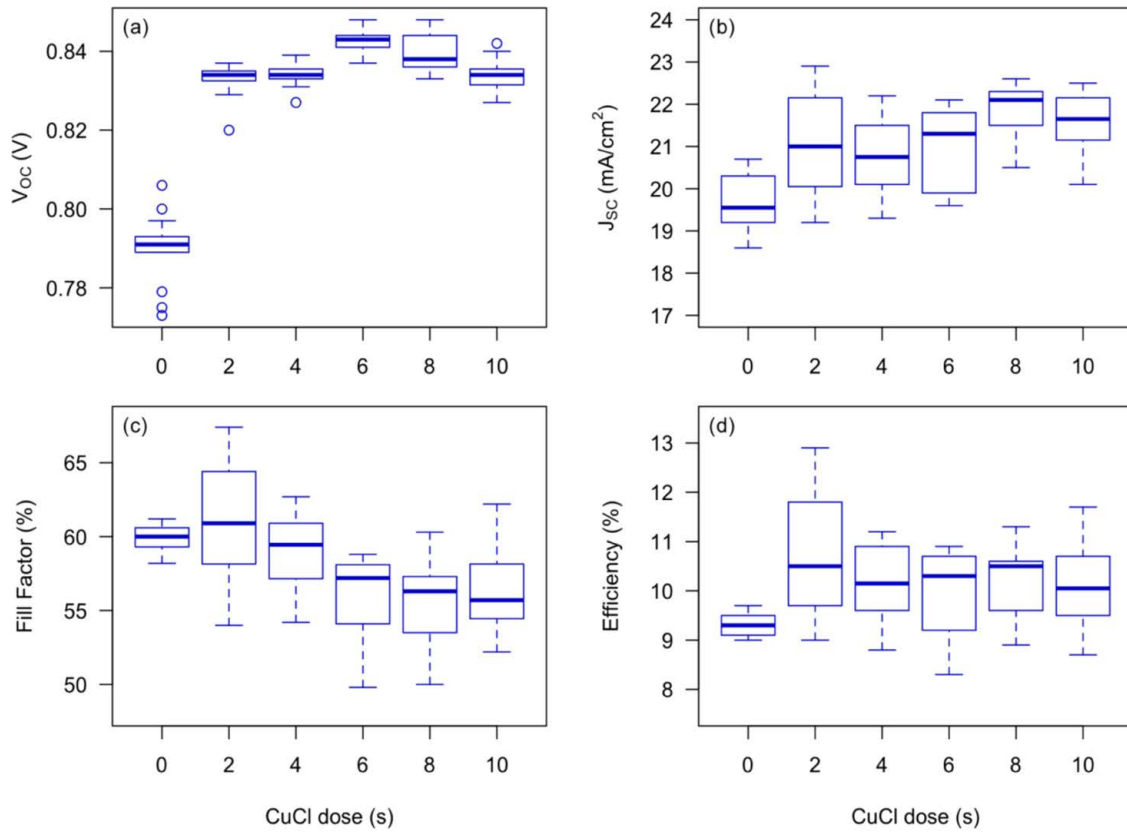 (a)
V_OC (V)
0.84
0.82
0.80
0.78
0 2 4 6 8 10
(b)
J_SC (mA/cm²)
24
23
22
21
20
19
18
17
0 2 4 6 8 10
(c)
Fill Factor (%)
65
60
55
50
0 2 4 6 8 10
CuCl dose (s)
(d)
Efficiency (%)
13
12
11
10
9
8
0 2 4 6 8 10
CuCl dose (s)